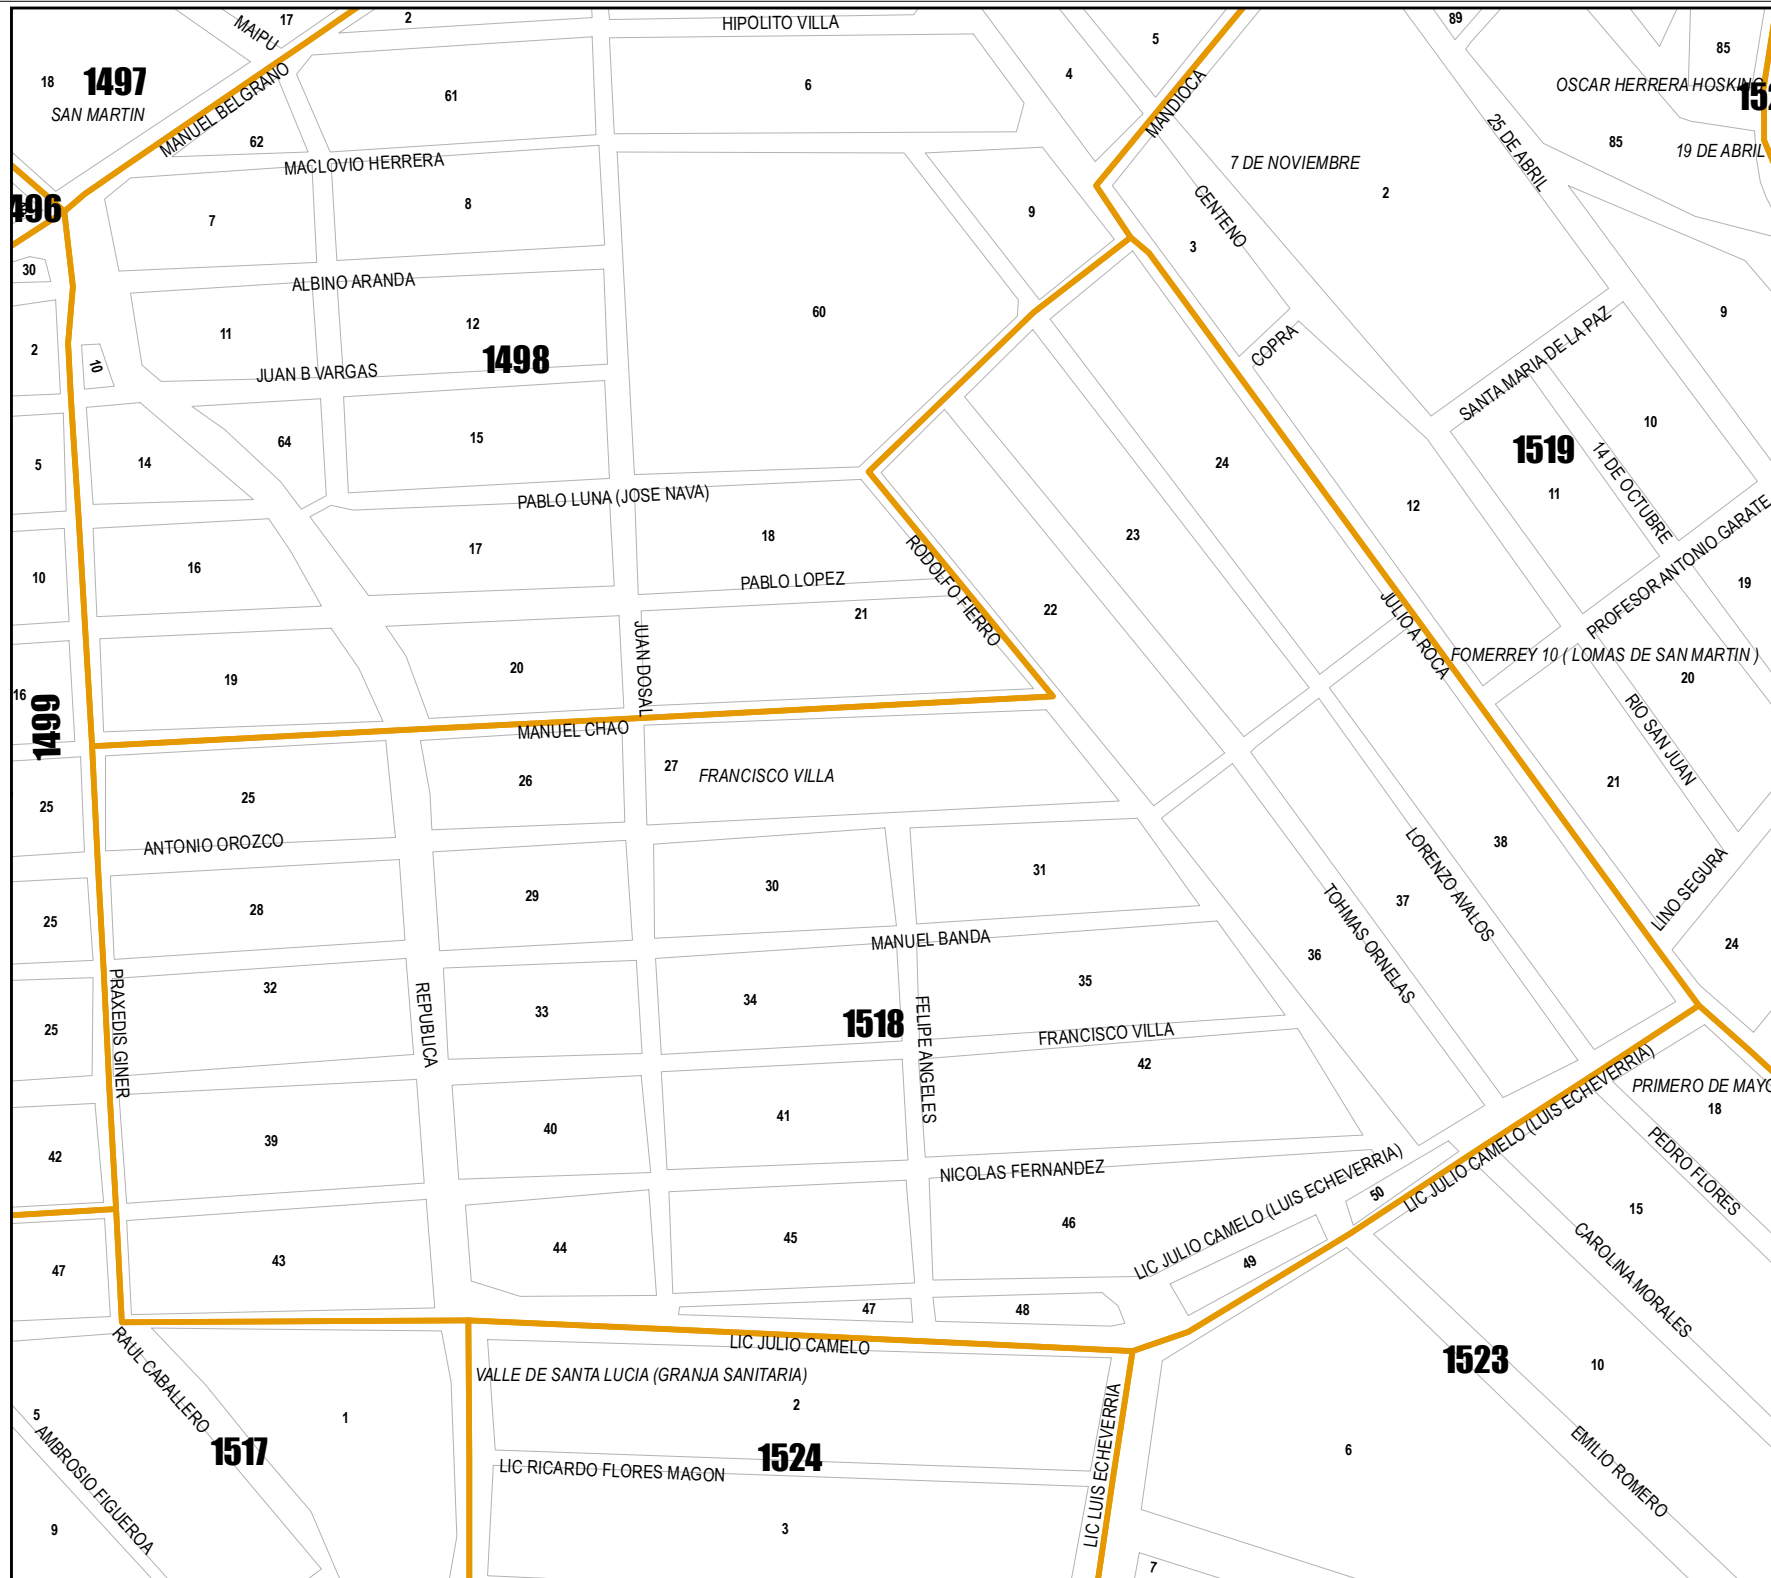 17
2
HIPOLITO VILLA
89
MAIPU
5
85
18
1497
4
6
OSCAR HERRERA HOSKING
61
SAN MARTIN
MANUEL BELGRANO
MANDIOCA
25 DE ABRIL
62
85
19 DE ABRIL
MACLOVIO HERRERA
7 DE NOVIEMBRE
2
8
9
7
CENTENO
3
30
ALBINO ARANDA
60
9
12
11
COPRA
SANTA MARIA DE LA PAZ
2
1498
10
JUAN B VARGAS
10
15
64
1519
14 DE OCTUBRE
5
14
24
11
PABLO LUNA (JOSE NAVA)
12
PROFESOR ANTONIO GARATE
18
23
17
RODOLFO FIERRO
16
10
PABLO LOPEZ
19
22
21
JULIO A ROCA
JUAN DOSAL
FOMERREY 10 ( LOMAS DE SAN MARTIN )
20
19
20
16
1499
RIO SAN JUAN
MANUEL CHAO
27
FRANCISCO VILLA
26
21
25
25
ANTONIO OROZCO
38
LORENZO AVALOS
31
30
LINO SEGURA
29
28
37
TOHMAS ORNELAS
25
MANUEL BANDA
24
36
35
32
34
33
PRAXEDIS GINER
REPUBLICA
1518
FELIPE ANGELES
25
FRANCISCO VILLA
42
LIC JULIO CAMELO (LUIS ECHEVERRIA)
PRIMERO DE MAYO
18
41
40
39
42
PEDRO FLORES
NICOLAS FERNANDEZ
50
LIC JULIO CAMELO (LUIS ECHEVERRIA)
15
46
45
44
43
49
47
CAROLINA MORALES
47
48
LIC JULIO CAMELO
RAUL CABALLERO
1523
10
VALLE DE SANTA LUCIA (GRANJA SANITARIA)
2
LIC LUIS ECHEVERRIA
5
1
AMBROSIO FIGUEROA
1517
1524
6
EMILIO ROMERO
LIC RICARDO FLORES MAGON
9
3
7